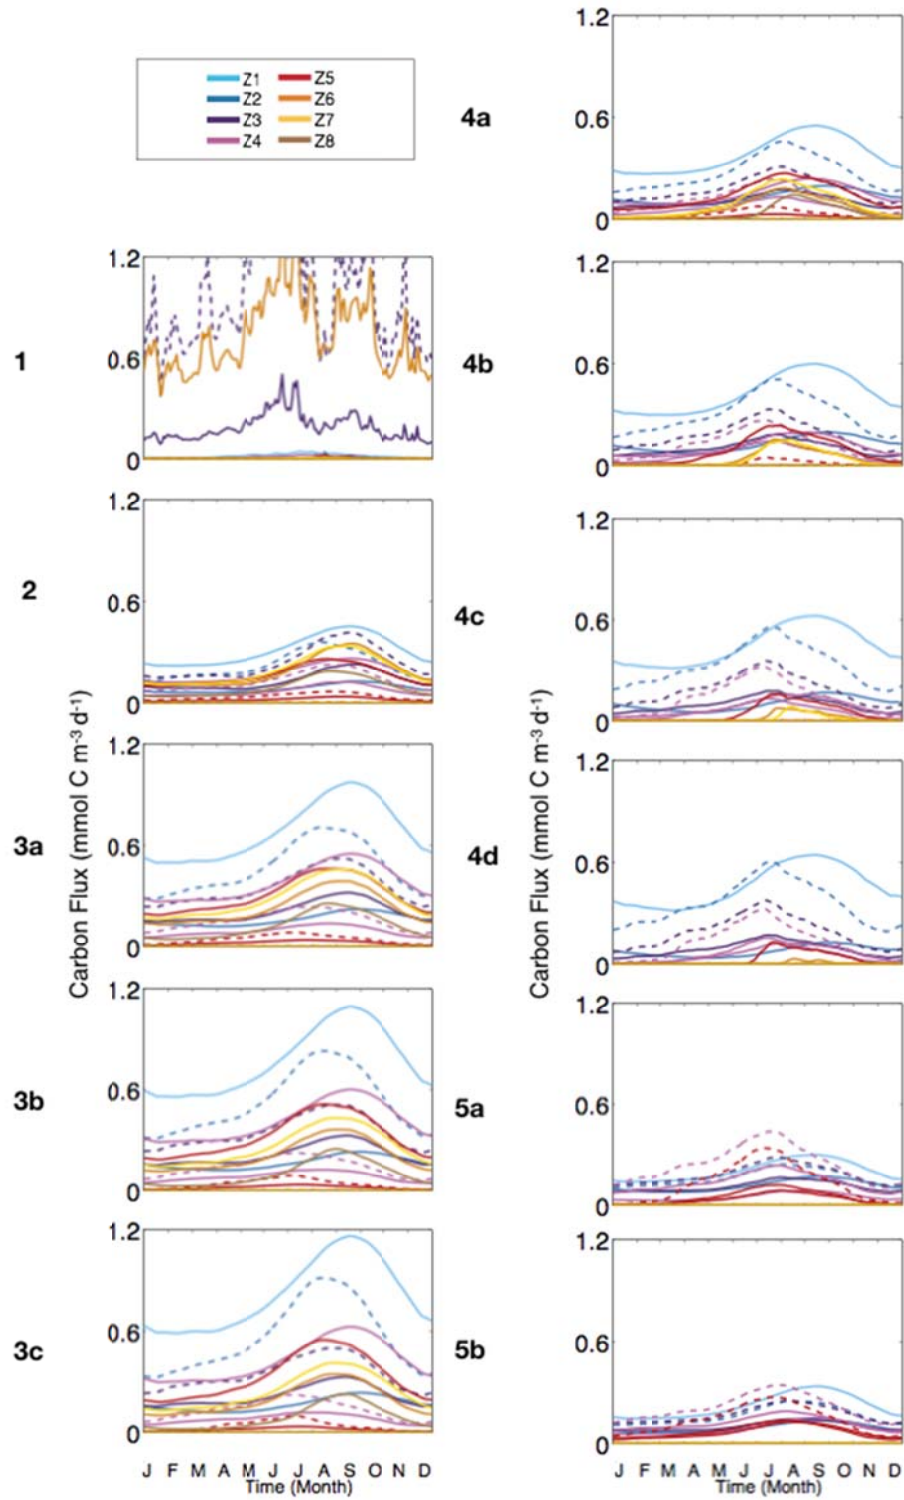 Z1 Z5
Z2 Z6
Z3 Z7
Z4 Z8
1
1.2
0.6
0
2
1.2
0.6
0
3a
1.2
0.6
0
3b
1.2
0.6
0
3c
1.2
0.6
0
Carbon Flux (mmol C m⁻³ d⁻¹)
J F M A M J J A S O N D
Time (Month)
4a
1.2
0.6
0
4b
1.2
0.6
0
4c
1.2
0.6
0
4d
1.2
0.6
0
5a
1.2
0.6
0
5b
1.2
0.6
0
Carbon Flux (mmol C m⁻³ d⁻¹)
J F M A M J J A S O N D
Time (Month)